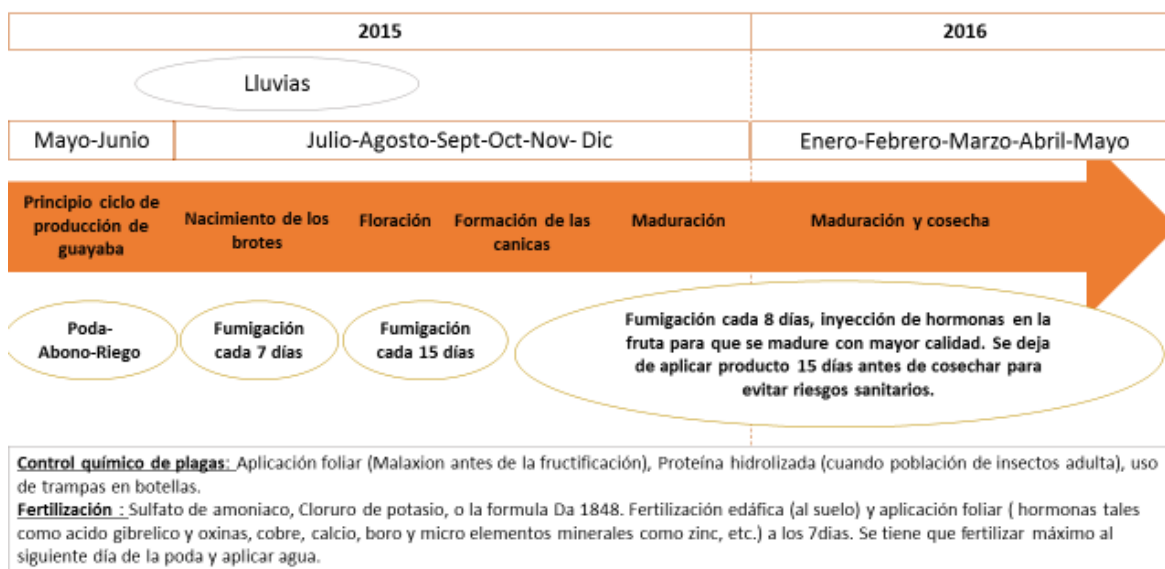 2015
2016
Lluvias
Mayo-Junio
Julio-Agosto-Sept-Oct-Nov- Dic
Enero-Febrero-Marzo-Abril-Mayo
Principio ciclo de
producción de
guayaba
Nacimiento de los
brotes
Floración
Formación de las
canicas
Maduración
Maduración y cosecha
Poda-
Abono-Riego
Fumigación
cada 7 días
Fumigación
cada 15 días
Fumigación cada 8 días, inyección de hormonas en la
fruta para que se madure con mayor calidad. Se deja
de aplicar producto 15 días antes de cosechar para
evitar riesgos sanitarios.
Control químico de plagas: Aplicación foliar (Malaxion antes de la fructificación), Proteína hidrolizada (cuando población de insectos adulta), uso
de trampas en botellas.
Fertilización : Sulfato de amoniaco, Cloruro de potasio, o la formula Da 1848. Fertilización edáfica (al suelo) y aplicación foliar ( hormonas tales
como acido gibrelico y oxinas, cobre, calcio, boro y micro elementos minerales como zinc, etc.) a los 7dias. Se tiene que fertilizar máximo al
siguiente día de la poda y aplicar agua.